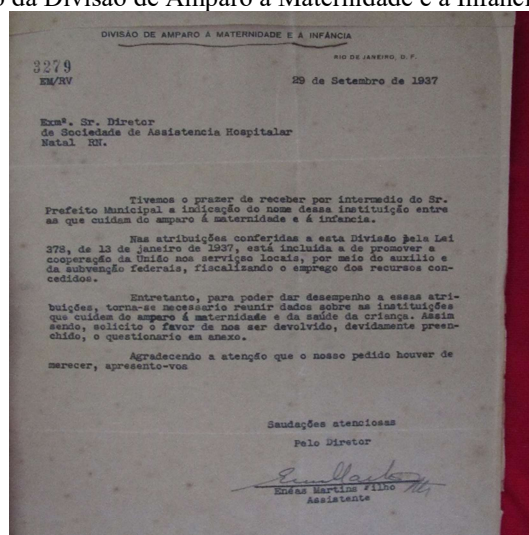 da Divisão de Amparo à Maternidade e à Infânci
DIVISÃO DE AMPARO Á MATERNIDADE E Á INFÂNCIA
RIO DE JANEIRO, D. F.
3279
EM/RV
29 de Setembro de 1937
Exmº. Sr. Diretor
da Sociedade de Assistencia Hospitalar
Natal RN.
Tivemos o prazer de receber por intermedio do Sr.
Prefeito Municipal a indicação do nome dessa instituição entre
as que cuidam do amparo á maternidade e á infancia.
Nas atribuições conferidas a esta Divisão pela Lei
378, de 13 de janeiro de 1937, está incluida a de promover a
cooperação da União nos serviços locais, por meio do auxilio e
da subvenção federais, fiscalizando o emprego dos recursos con-
cedidos.
Entretanto, para poder dar desempenho a essas atri-
buições, torna-se necessario reunir dados sobre as instituições
que cuidem do amparo á maternidade e da saúde da criança. Assim
sendo, solicito o favor de nos ser devolvido, devidamente preen-
chido, o questionario em anexo.
Agradecendo a atenção que o nosso pedido houver de
merecer, apresento-vos
Saudações atenciosas
Pelo Diretor
Enéas Martins Filho
Assistente